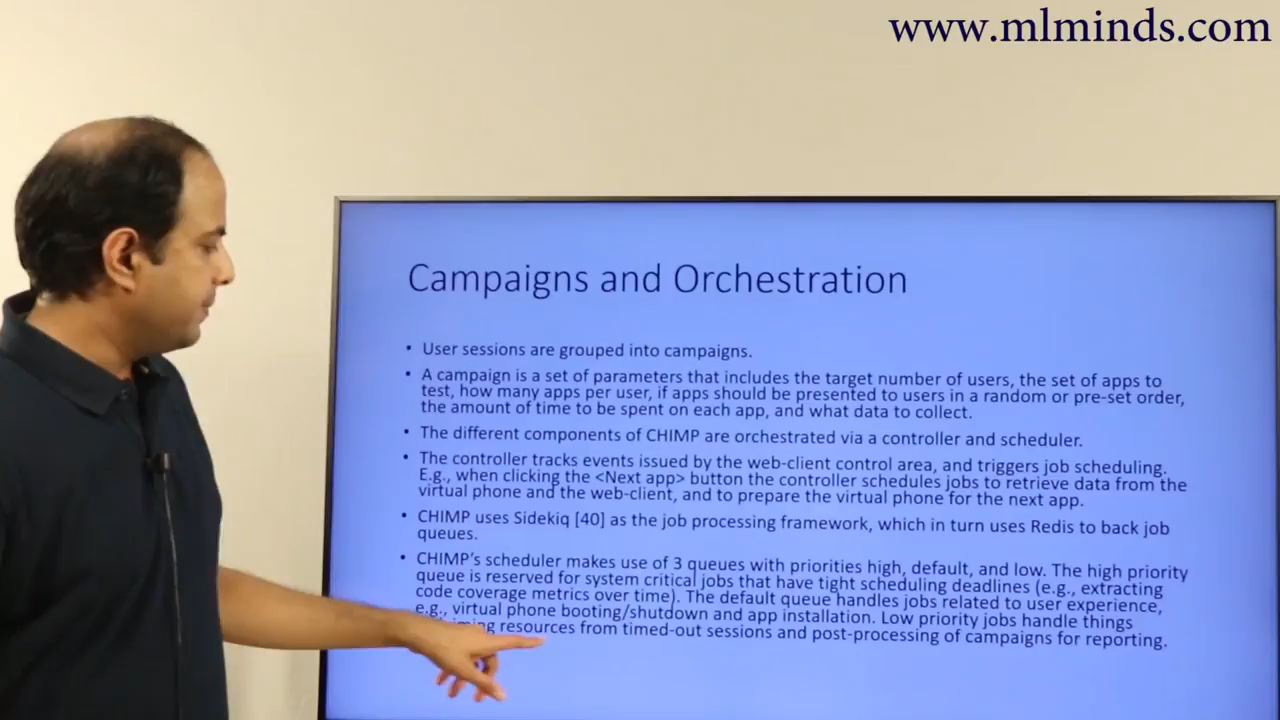 www.mlminds.com
Campaigns and Orchestration
• User sessions are grouped into campaigns.
• A campaign is a set of parameters that includes the target number of users, the set of apps to
test, how many apps per user, if apps should be presented to users in a random or pre-set order,
the amount of time to be spent on each app, and what data to collect.
• The different components of CHIMP are orchestrated via a controller and scheduler.
• The controller tracks events issued by the web-client control area, and triggers job scheduling.
E.g., when clicking the <Next app> button the controller schedules jobs to retrieve data from the
virtual phone and the web-client, and to prepare the virtual phone for the next app.
• CHIMP uses Sidekiq [40] as the job processing framework, which in turn uses Redis to back job
queues.
• CHIMP's scheduler makes use of 3 queues with priorities high, default, and low. The high priority
queue is reserved for system critical jobs that have tight scheduling deadlines (e.g., extracting
code coverage metrics over time). The default queue handles jobs related to user experience,
e.g., virtual phone booting/shutdown and app installation. Low priority jobs handle things
resources from timed-out sessions and post-processing of campaigns for reporting.